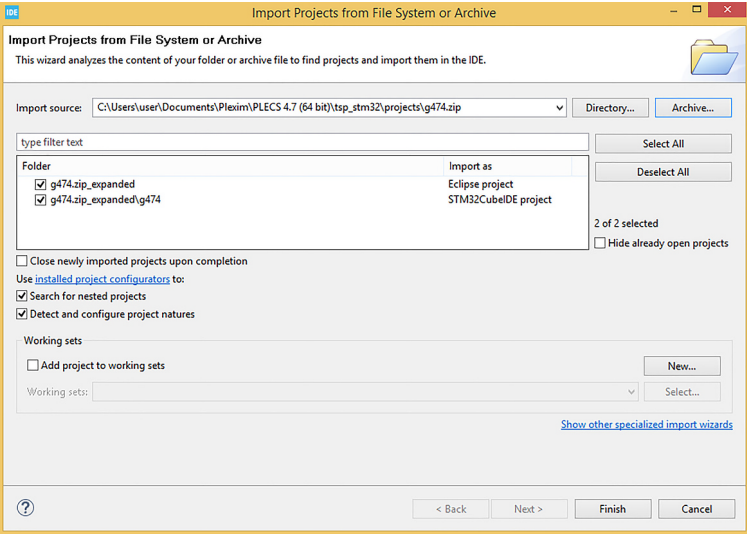 IDE
Import Projects from File System or Archive
Import Projects from File System or Archive
This wizard analyzes the content of your folder or archive file to find projects and import them in the IDE.
Import source: C:\Users\user\Documents\Plexim\PLECS 4.7 (64 bit)\tsp_stm32\projects\g474.zip Directory... Archive...
type filter text Select All
Folder Import as Deselect All
g474.zip_expanded Eclipse project
g474.zip_expanded\g474 STM32CubeIDE project
2 of 2 selected
Hide already open projects
Close newly imported projects upon completion
Use installed project configurators to:
Search for nested projects
Detect and configure project natures
Working sets
Add project to working sets New...
Working sets: Select...
Show other specialized import wizards
? < Back Next > Finish Cancel